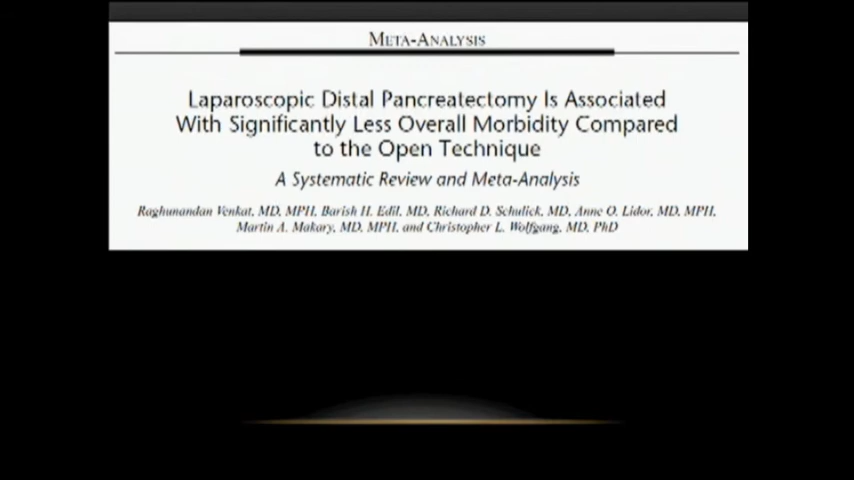 META-ANALYSIS
Laparoscopic Distal Pancreatectomy Is Associated
With Significantly Less Overall Morbidity Compared
to the Open Technique
A Systematic Review and Meta-Analysis
Raghunandan Venkat, MD, MPH, Barish H. Edil, MD, Richard D. Schulick, MD, Anne O. Lidor, MD, MPH,
Martin A. Makary, MD, MPH, and Christopher L. Wolfgang, MD, PhD